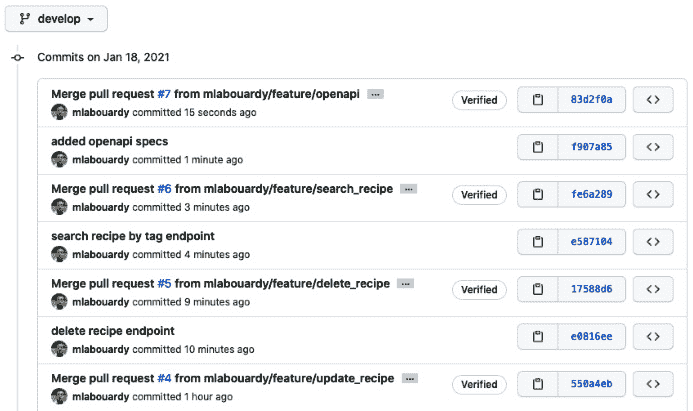 develop
Commits on Jan 18, 2021
Merge pull request #7 from mlabouardy/feature/openapi ... Verified 83d2f0a
mlabouardy committed 15 seconds ago
added openapi specs f907a85
mlabouardy committed 1 minute ago
Merge pull request #6 from mlabouardy/feature/search_recipe ... Verified fe6a289
mlabouardy committed 3 minutes ago
search recipe by tag endpoint e587104
mlabouardy committed 4 minutes ago
Merge pull request #5 from mlabouardy/feature/delete_recipe ... Verified 17588d6
mlabouardy committed 9 minutes ago
delete recipe endpoint e0816ee
mlabouardy committed 10 minutes ago
Merge pull request #4 from mlabouardy/feature/update_recipe ... Verified 550a4eb
mlabouardy committed 1 hour ago